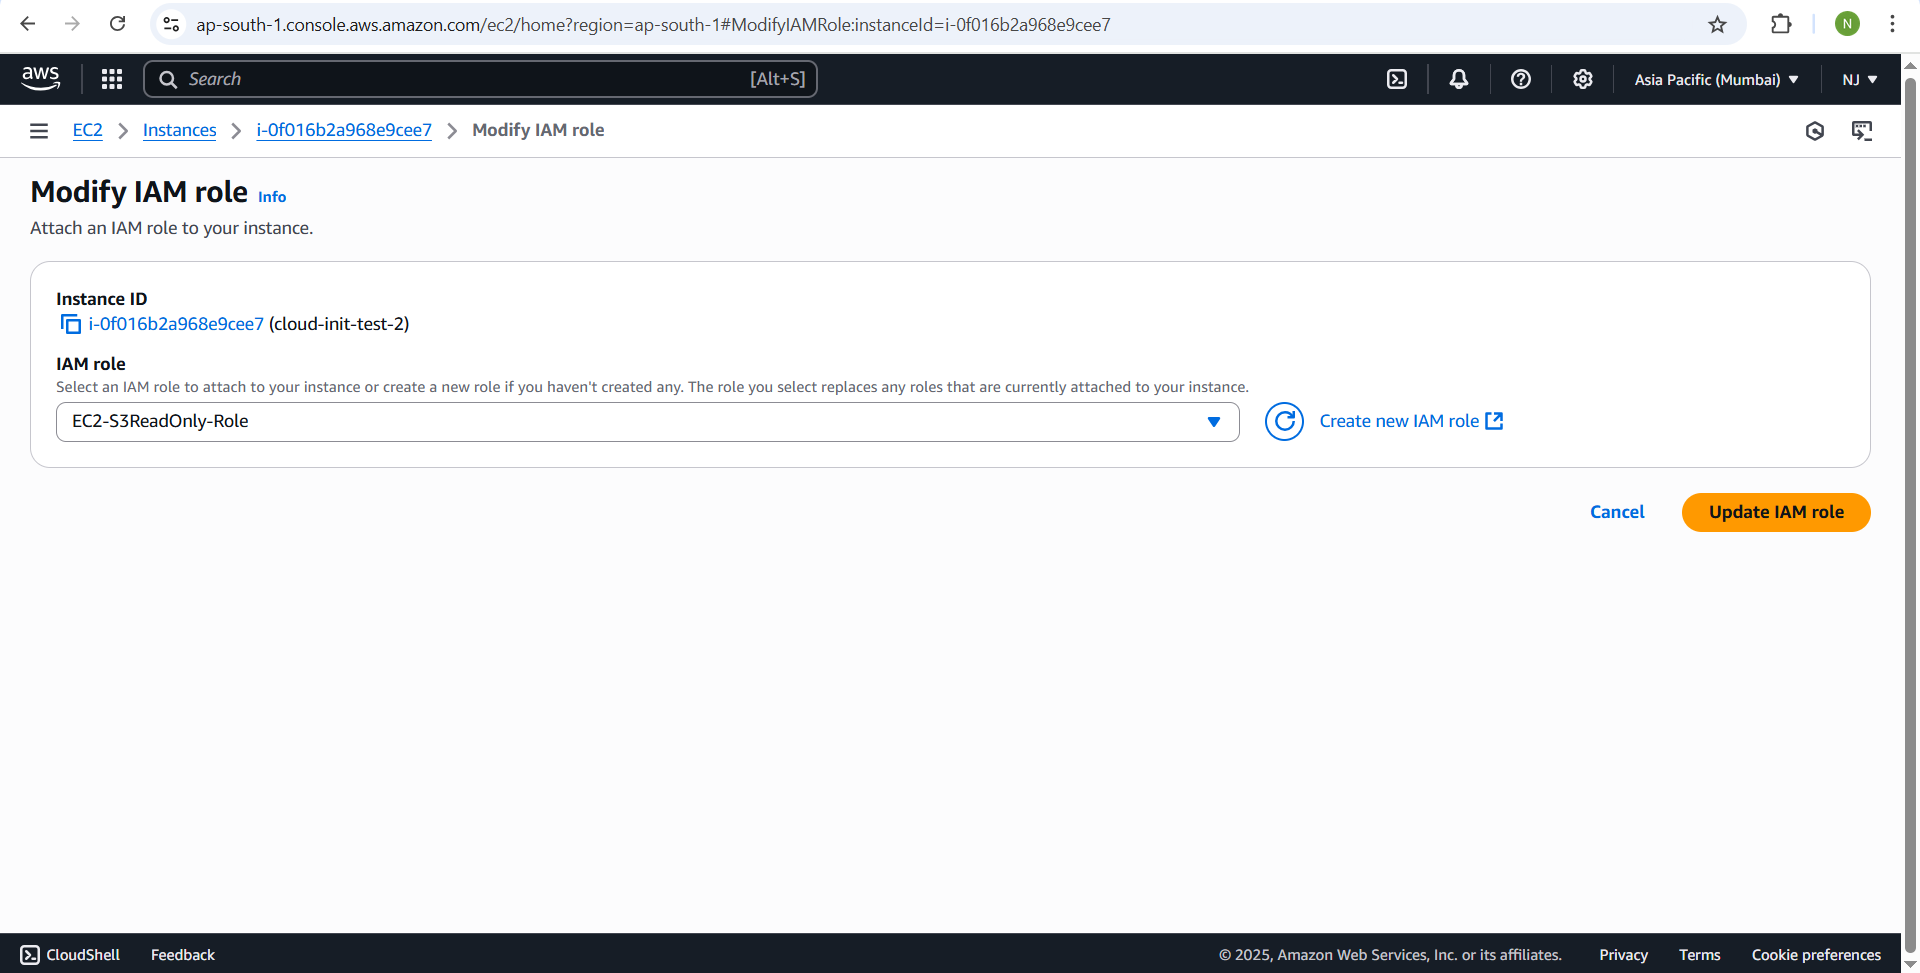 ap-south-1.console.aws.amazon.com/ec2/home?region=ap-south-1#ModifyIAMRole:instanceId=i-0f016b2a968e9cee7
N
aws
Search [Alt+S]
Asia Pacific (Mumbai)
NJ
EC2 Instances i-0f016b2a968e9cee7 Modify IAM role
Modify IAM role Info
Attach an IAM role to your instance.
Instance ID
i-0f016b2a968e9cee7 (cloud-init-test-2)
IAM role
Select an IAM role to attach to your instance or create a new role if you haven't created any. The role you select replaces any roles that are currently attached to your instance.
EC2-S3ReadOnly-Role
Create new IAM role
Cancel
Update IAM role
CloudShell Feedback
© 2025, Amazon Web Services, Inc. or its affiliates. Privacy Terms Cookie preferences